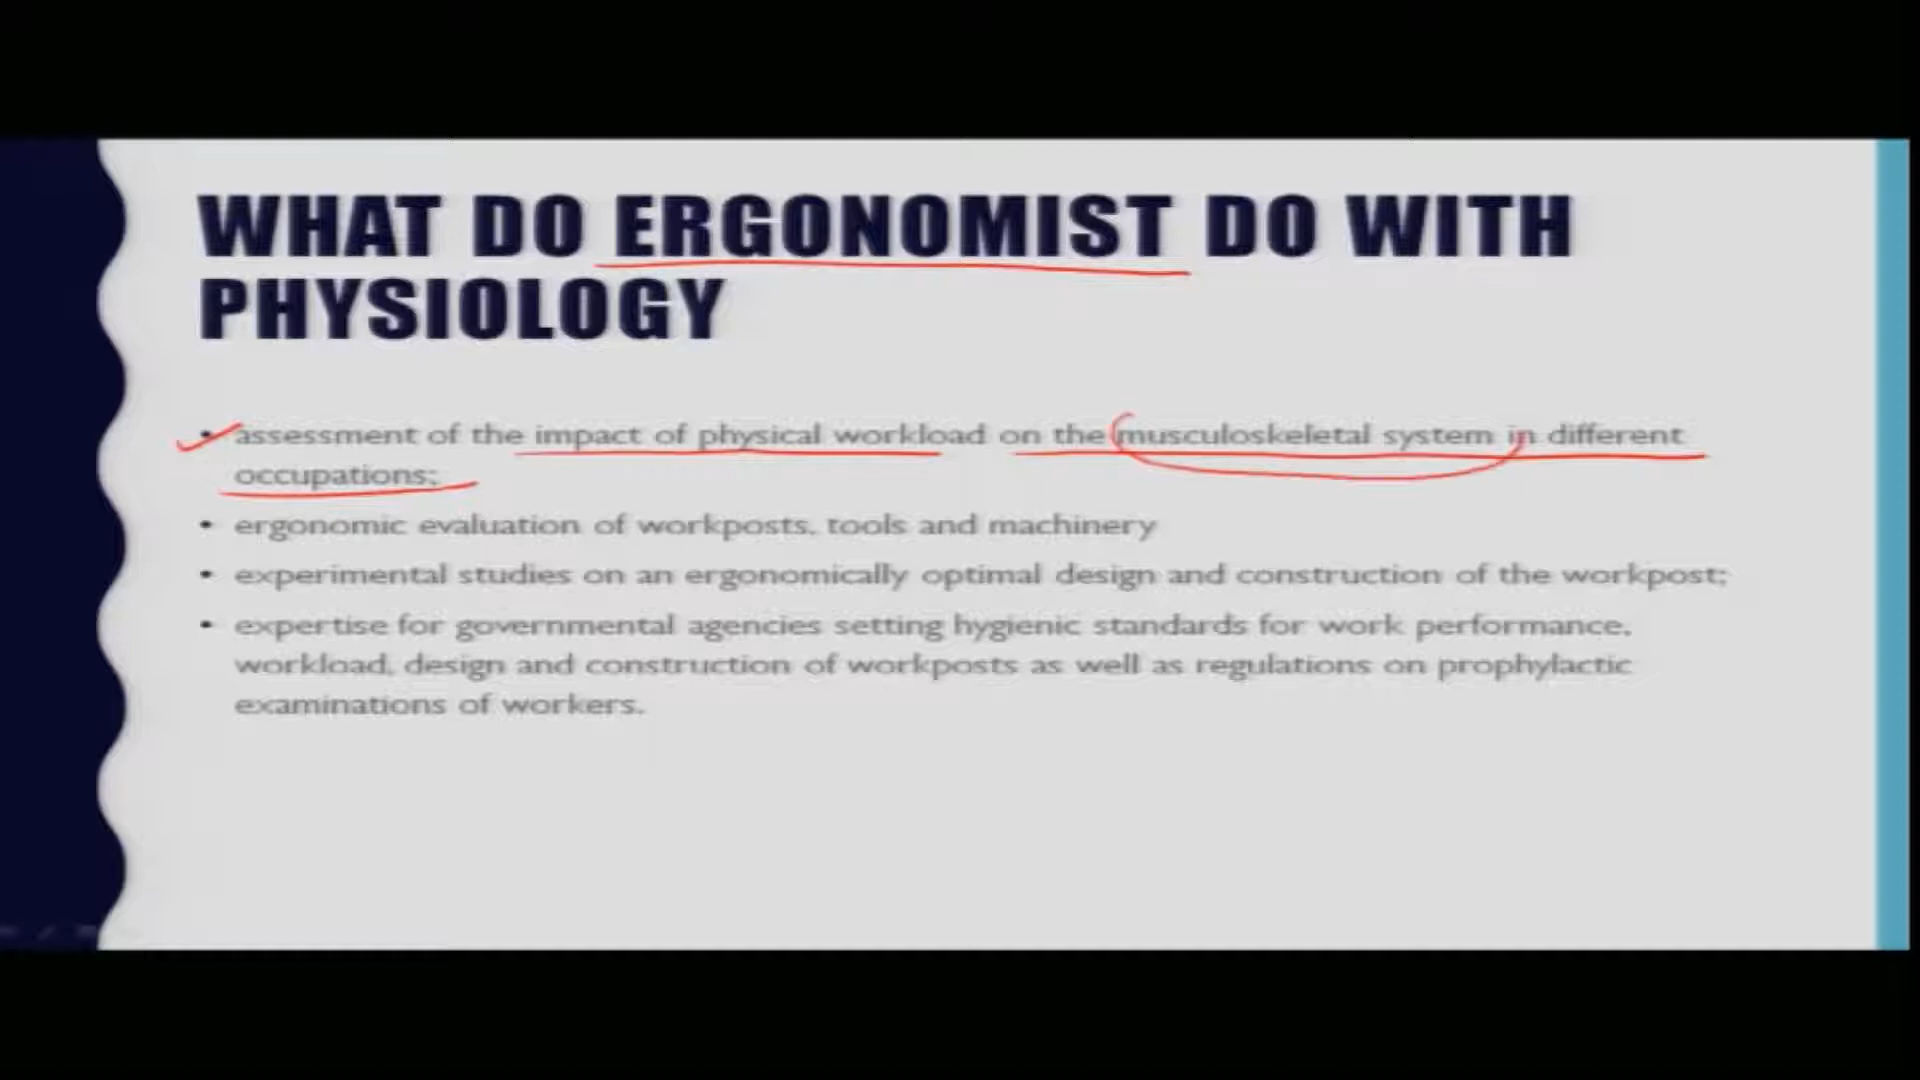 WHAT DO ERGONOMIST DO WITH
PHYSIOLOGY
• assessment of the impact of physical workload on the musculoskeletal system in different
occupations;
• ergonomic evaluation of workposts, tools and machinery
• experimental studies on an ergonomically optimal design and construction of the workpost;
• expertise for governmental agencies setting hygienic standards for work performance,
workload, design and construction of workposts as well as regulations on prophylactic
examinations of workers.